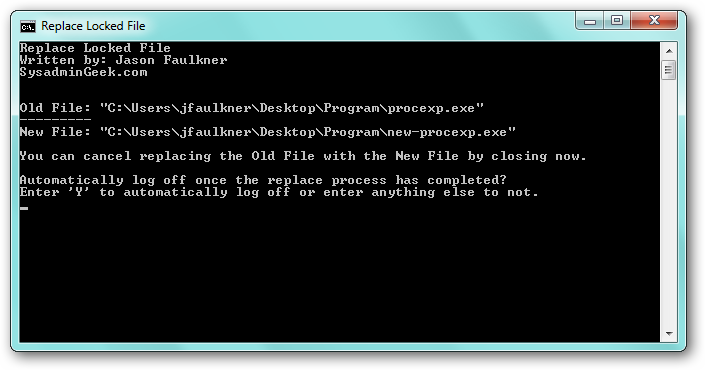 Replace Locked File
Replace Locked File
Written by: Jason Faulkner
SysadminGeek.com
Old File: "C:\Users\jfaulkner\Desktop\Program\procexp.exe"
---------
New File: "C:\Users\jfaulkner\Desktop\Program\new-procexp.exe"
You can cancel replacing the Old File with the New File by closing now.
Automatically log off once the replace process has completed?
Enter 'Y' to automatically log off or enter anything else to not.